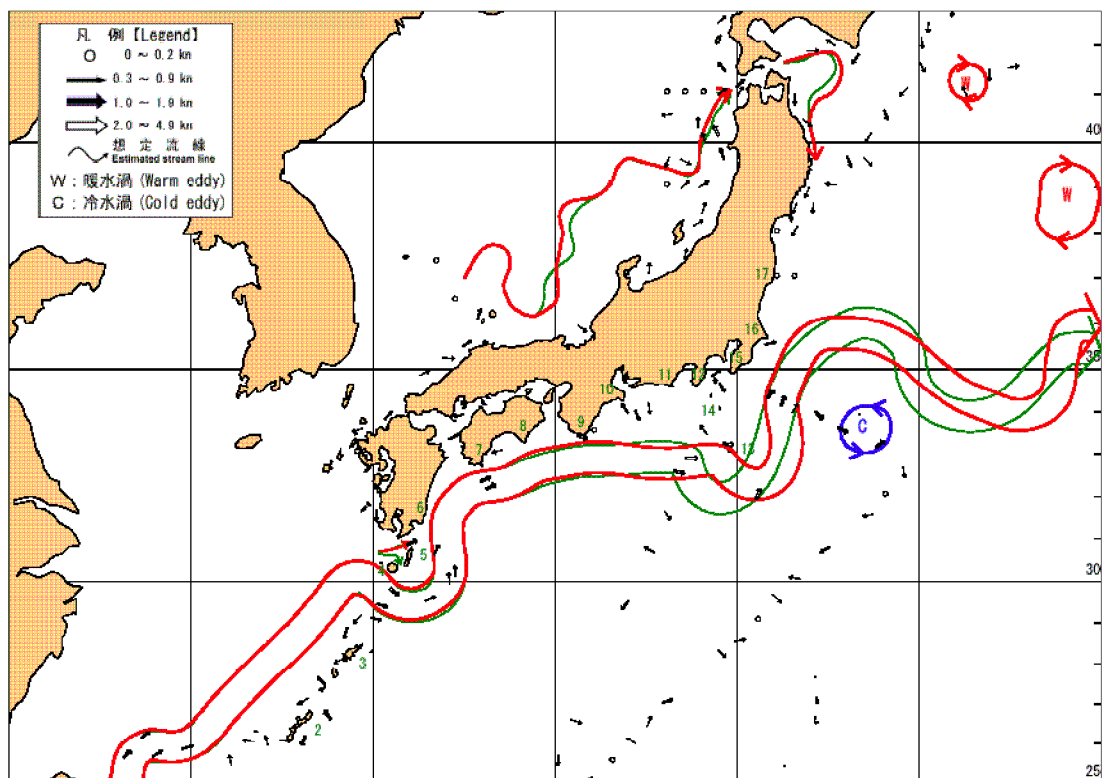 凡 例 【Legend】
0 ~ 0.2 kn
0.3 ~ 0.9 kn
1.0 ~ 1.9 kn
2.0 ~ 4.9 kn
想 定 流 線
Estimated stream line
W : 暖水渦 (Warm eddy)
C : 冷水渦 (Cold eddy)
W
40
W
17
16
35
15
11
10
14
9
8
7
13
C
6
5
4
30
3
2
25